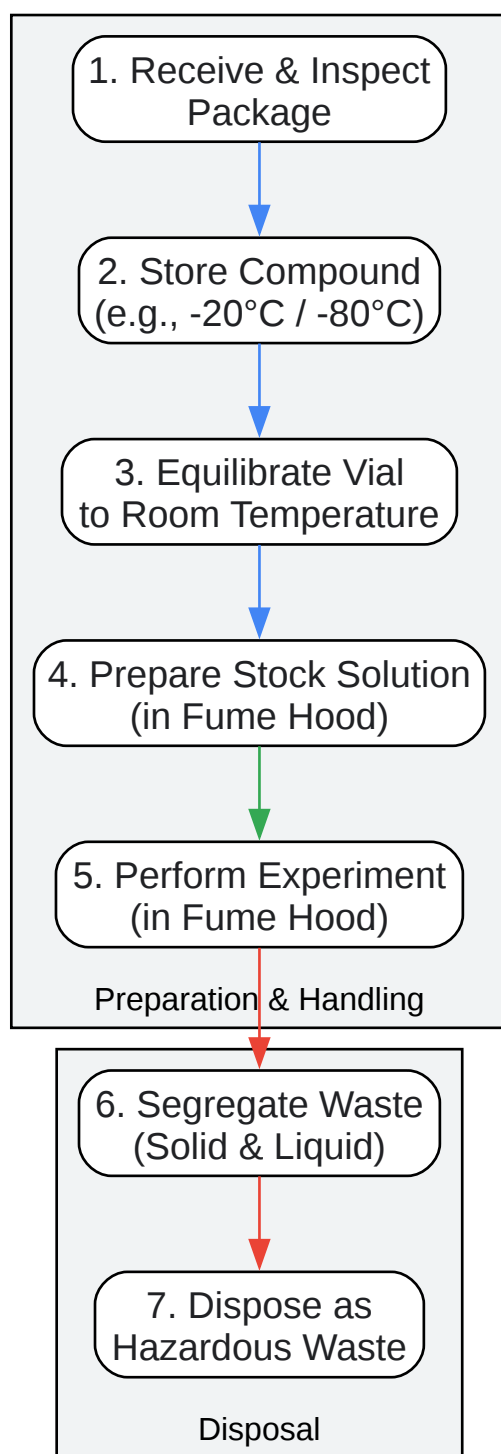 1. Receive & Inspect
Package
2. Store Compound
(e.g., -20°C / -80°C)
3. Equilibrate Vial
to Room Temperature
4. Prepare Stock Solution
(in Fume Hood)
5. Perform Experiment
(in Fume Hood)
Preparation & Handling
6. Segregate Waste
(Solid & Liquid)
7. Dispose as
Hazardous Waste
Disposal